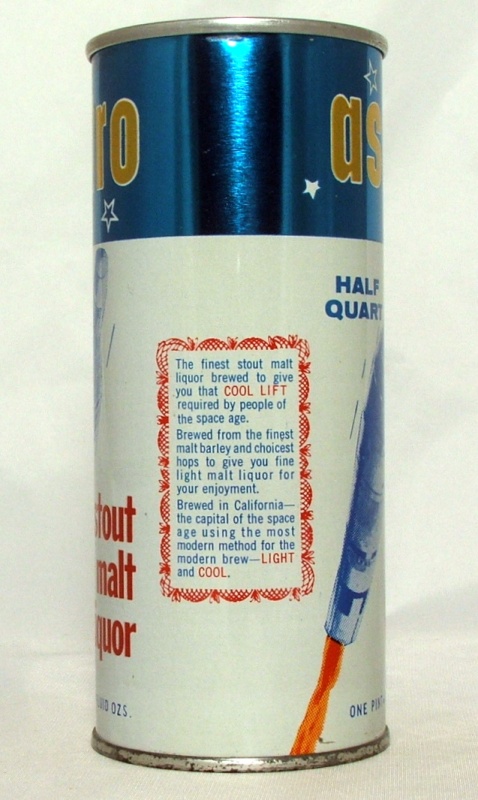 ro
as
HALF
QUART
The finest stout malt
liquor brewed to give
you that COOL LIFT
required by people of
the space age.
Brewed from the finest
malt barley and choicest
hops to give you fine
light malt liquor for
your enjoyment.
Brewed in California—
the capital of the space
age using the most
modern method for the
modern brew—LIGHT
and COOL.
stout
malt
iquor
OZS.
ONE PINT